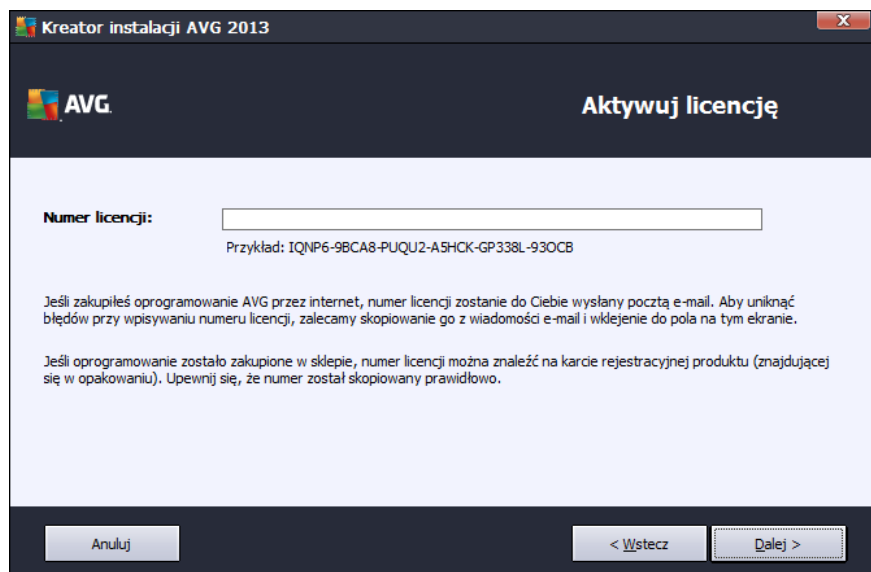 Kreator instalacji AVG 2013
X
AVG.
Aktywuj licencję
Numer licencji:
Przykład: IQNP6-9BCA8-PUQU2-A5HCK-GP338L-93OCB
Jeśli zakupiłeś oprogramowanie AVG przez internet, numer licencji zostanie do Ciebie wysłany pocztą e-mail. Aby uniknąć
błędów przy wpisywaniu numeru licencji, zalecamy skopiowanie go z wiadomości e-mail i wklejenie do pola na tym ekranie.
Jeśli oprogramowanie zostało zakupione w sklepie, numer licencji można znaleźć na karcie rejestracyjnej produktu (znajdującej
się w opakowaniu). Upewnij się, że numer został skopiowany prawidłowo.
Anuluj
< Wstecz
Dalej >